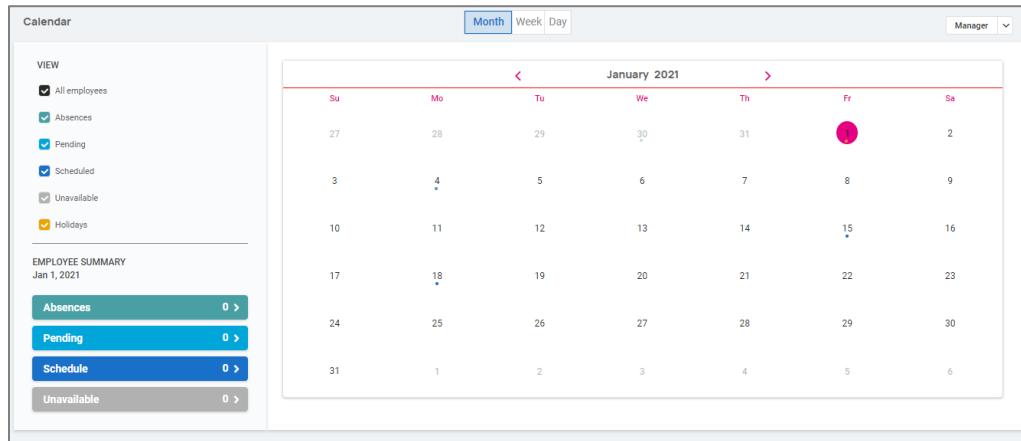 Calendar
Month Week Day
Manager
VIEW
All employees
Absences
Pending
Scheduled
Unavailable
Holidays
EMPLOYEE SUMMARY
Jan 1, 2021
Absences 0
Pending 0
Schedule 0
Unavailable 0
January 2021
Su Mo Tu We Th Fr Sa
27 28 29 30 31 1 2
3 4 5 6 7 8 9
10 11 12 13 14 15 16
17 18 19 20 21 22 23
24 25 26 27 28 29 30
31 1 2 3 4 5 6